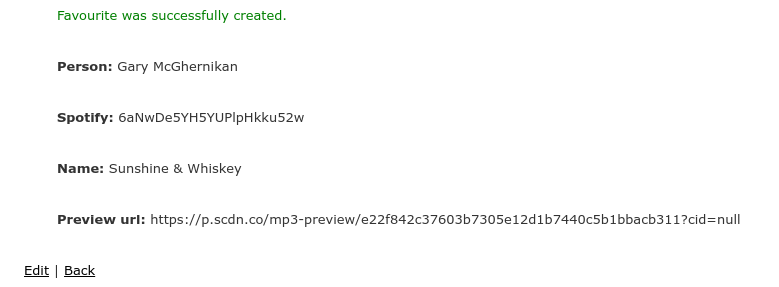 Favourite was successfully created.
Person: Gary McGhernikan
Spotify: 6aNwDe5YH5YUPlpHkku52w
Name: Sunshine & Whiskey
Preview url: https://p.scdn.co/mp3-preview/e22f842c37603b7305e12d1b7440c5b1bbacb311?cid=null
Edit | Back